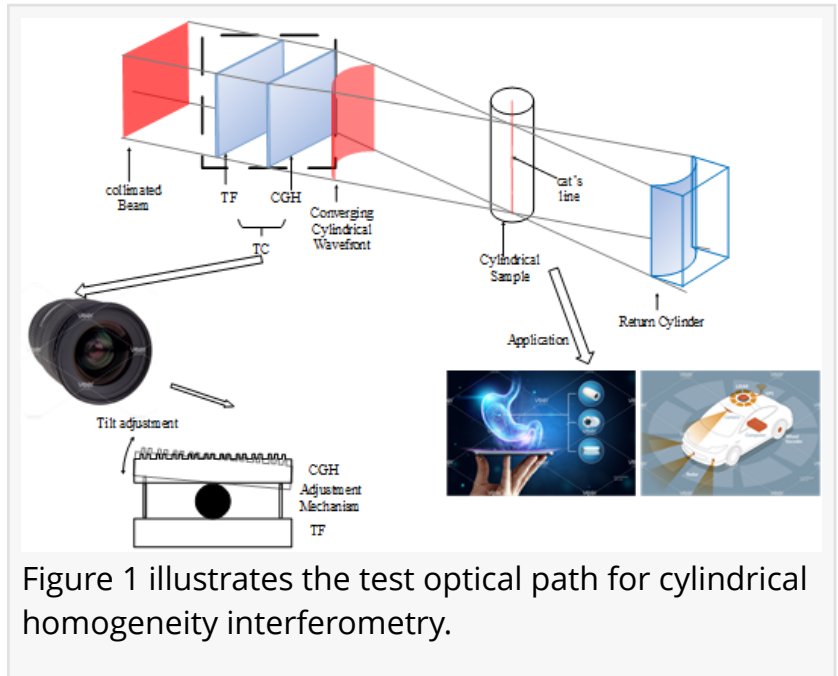 collimated
Beam
TF
CGH
TC
Converging
Cylindrical
Wavefront
cat's
line
Cylindrical
Sample
Return Cylinder
Application
Tilt adjustment
CGH
Adjustment
Mechanism
TF
Figure 1 illustrates the test optical path for cylindrical
homogeneity interferometry.